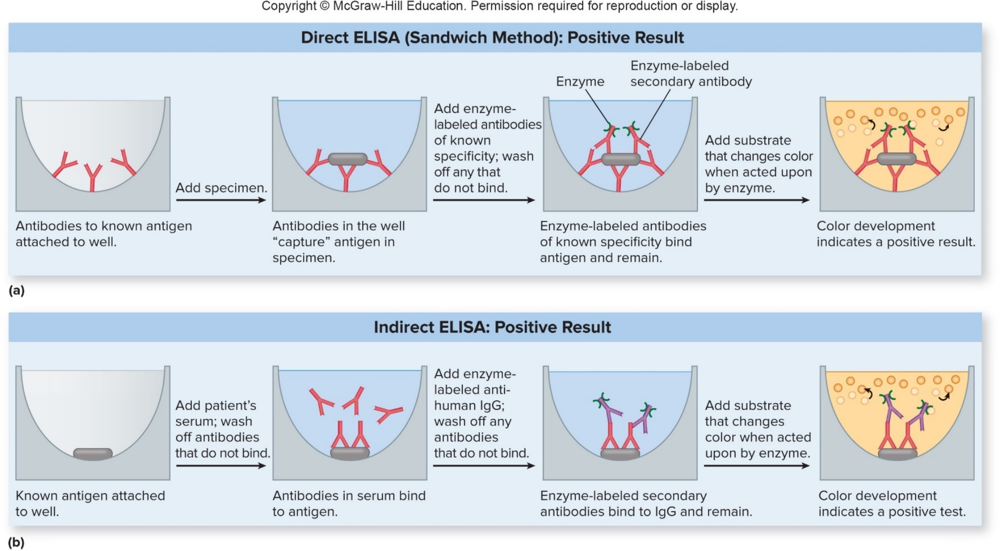 Copyright © McGraw-Hill Education. Permission required for reproduction or display.
Direct ELISA (Sandwich Method): Positive Result
Enzyme
Enzyme-labeled
secondary antibody
Add specimen.
Add enzyme-
labeled antibodies
of known
specificity; wash
off any that
do not bind.
Add substrate
that changes color
when acted upon
by enzyme.
Antibodies to known antigen
attached to well.
Antibodies in the well
“capture” antigen in
specimen.
Enzyme-labeled antibodies
of known specificity bind
antigen and remain.
Color development
indicates a positive result.
(a)
Indirect ELISA: Positive Result
Add patient’s
serum; wash
off antibodies
that do not bind.
Add enzyme-
labeled anti-
human IgG;
wash off any
antibodies
that do not bind.
Add substrate
that changes
color when acted
upon by enzyme.
Known antigen attached
to well.
Antibodies in serum bind
to antigen.
Enzyme-labeled secondary
antibodies bind to IgG and remain.
Color development
indicates a positive test.
(b)